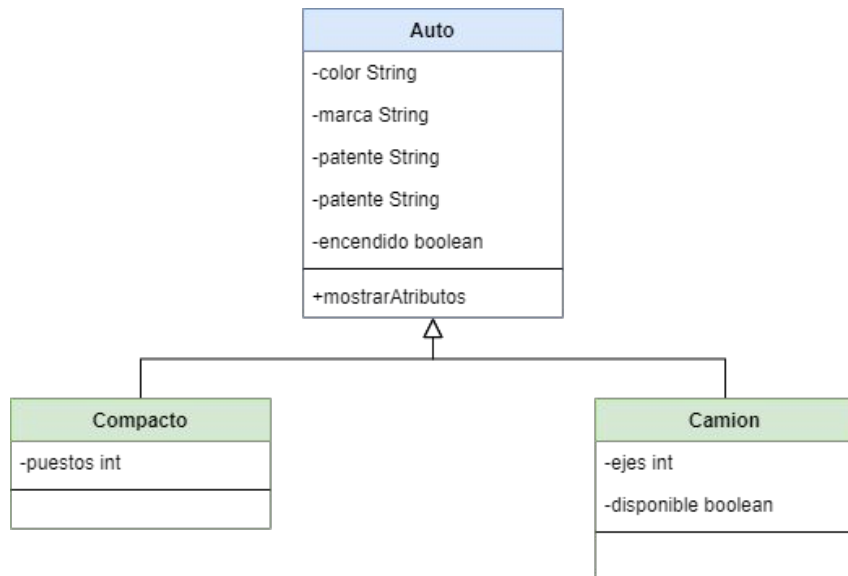 Auto
-color String
-marca String
-patente String
-patente String
-encendido boolean
+mostrarAtributos
Compacto
-puestos int
Camion
-ejes int
-disponible boolean